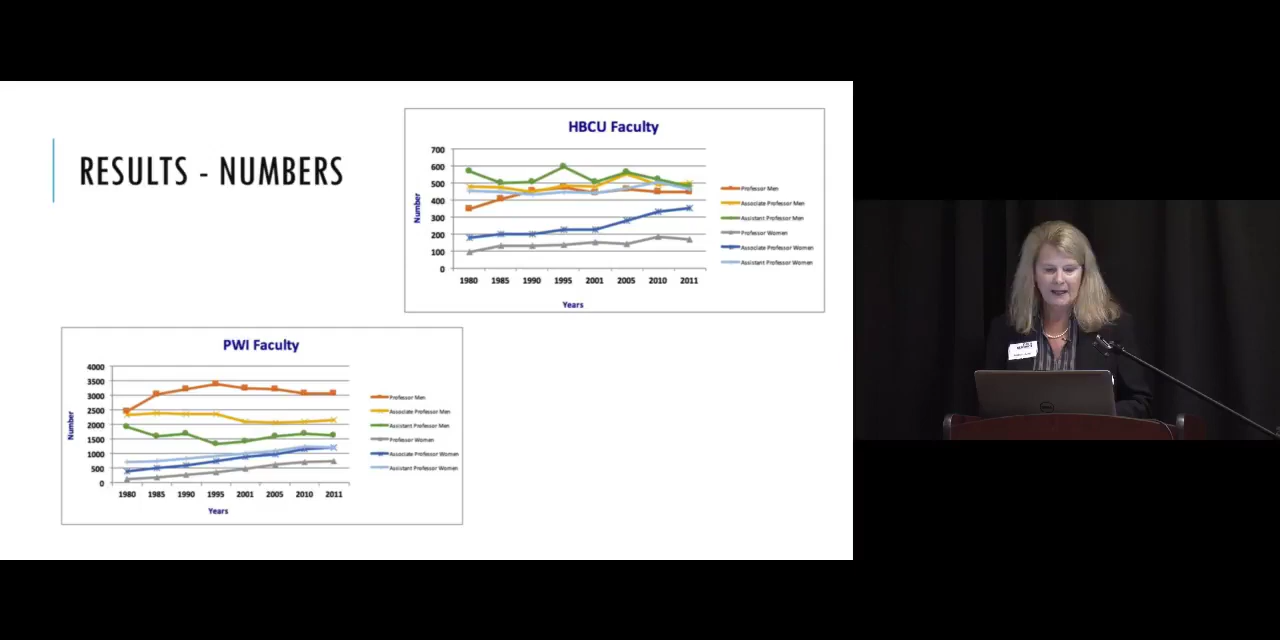 RESULTS - NUMBERS
HBCU Faculty
700
600
500
400
300
200
100
0
Number
1980 1985 1990 1995 2001 2005 2010 2011
Years
Professor Men
Associate Professor Men
Assistant Professor Men
Professor Women
Associate Professor Women
Assistant Professor Women
PWI Faculty
4000
3500
3000
2500
2000
1500
1000
500
0
Number
1980 1985 1990 1995 2001 2005 2010 2011
Years
Professor Men
Associate Professor Men
Assistant Professor Men
Professor Women
Associate Professor Women
Assistant Professor Women